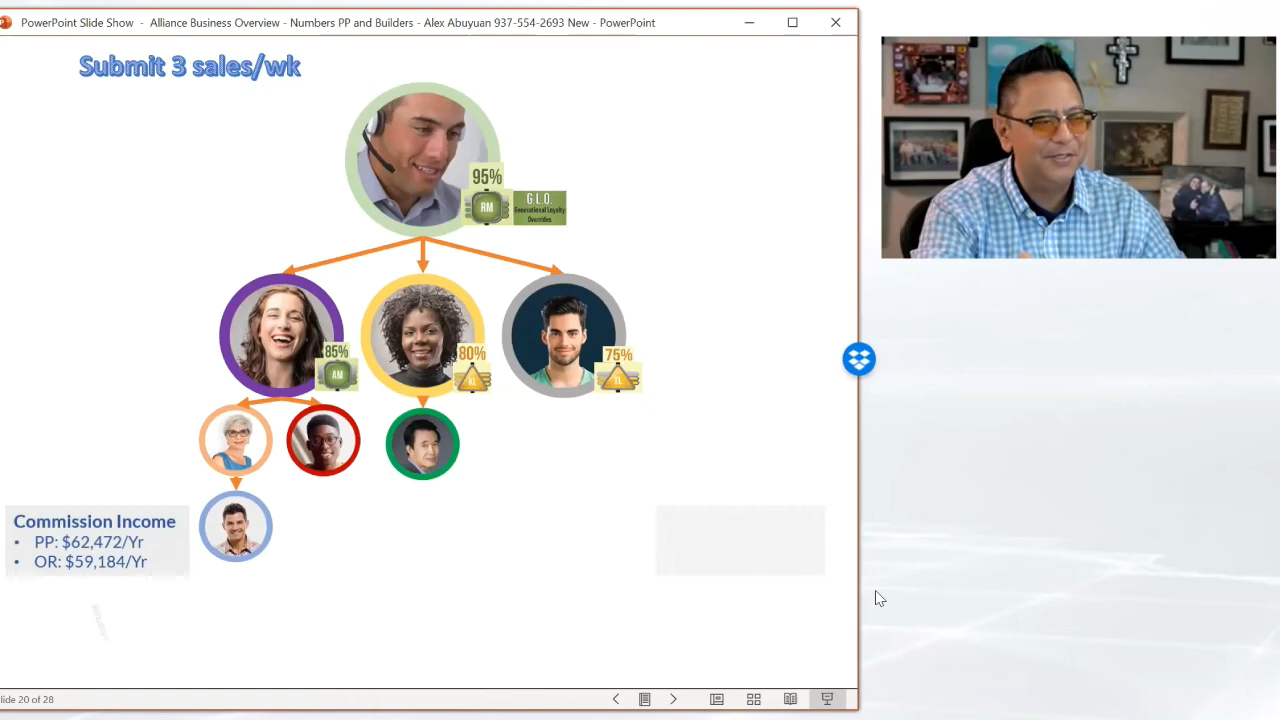 PowerPoint Slide Show - Alliance Business Overview - Numbers PP and Builders - Alex Abuyuan 937-554-2693 New - PowerPoint
Submit 3 sales/wk
95%
RM
G.L.O.
Generational Loyalty
Overrides
85%
AM
80%
KL
75%
Commission Income
• PP: $62,472/Yr
• OR: $59,184/Yr
lide 20 of 28